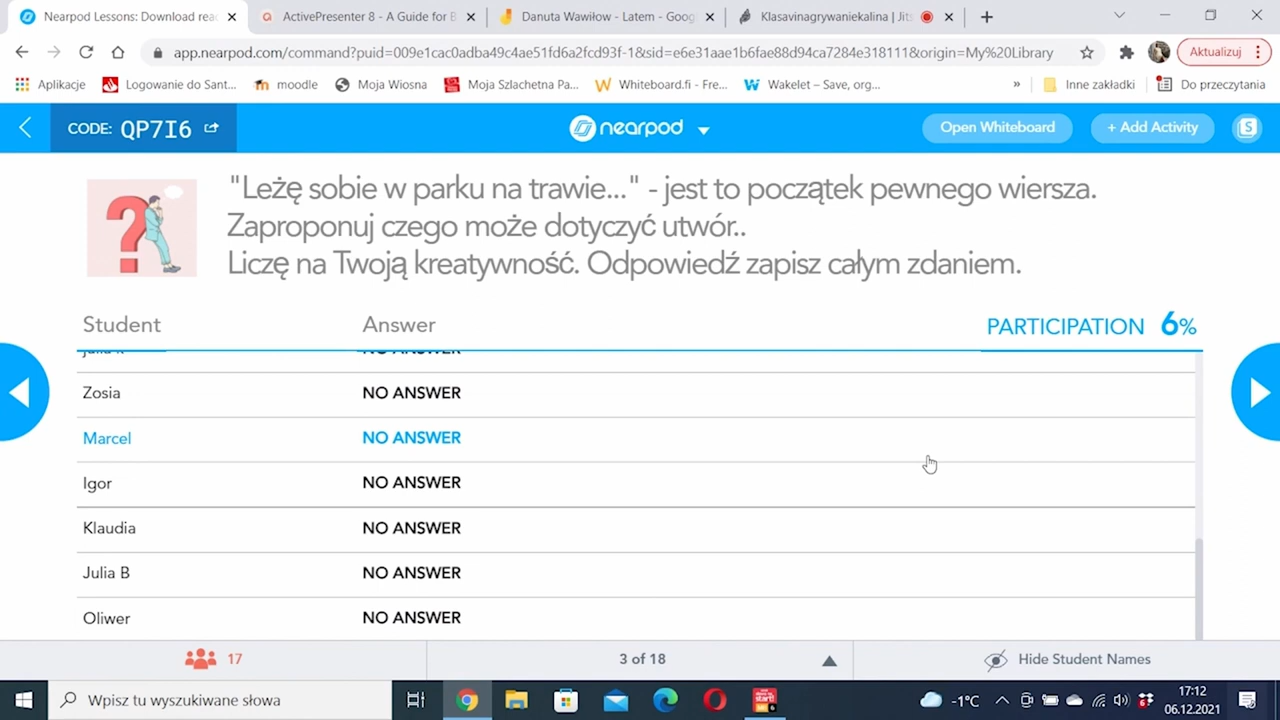 Nearpod Lessons: Download rea
ActivePresenter 8 - A Guide for B
Danuta Wawiłow - Latem - Goog
Klasavinagrywaniekalina | Jits
app.nearpod.com/command?puid=009e1cac0adba49c4ae51fd6a2fcd93f-1&sid=e6e31aae1b6fae88d94ca7284e318111&origin=My%20Library
Aktualizuj
Aplikacje
Logowanie do Sant...
moodle
Moja Wiosna
Moja Szlachetna Pa...
Whiteboard.fi - Fre...
Wakelet – Save, org...
»
Inne zakładki
Do przeczytania
CODE: QP7I6
nearpod
Open Whiteboard
+ Add Activity
S
"Leżę sobie w parku na trawie..." - jest to początek pewnego wiersza.
Zaproponuj czego może dotyczyć utwór..
Liczę na Twoją kreatywność. Odpowiedź zapisz całym zdaniem.
Student Answer PARTICIPATION 6%
NO ANSWER
Zosia NO ANSWER
Marcel NO ANSWER
Igor NO ANSWER
Klaudia NO ANSWER
Julia B NO ANSWER
Oliwer NO ANSWER
17
3 of 18
Hide Student Names
Wpisz tu wyszukiwane słowa
-1°C
17:12
06.12.2021